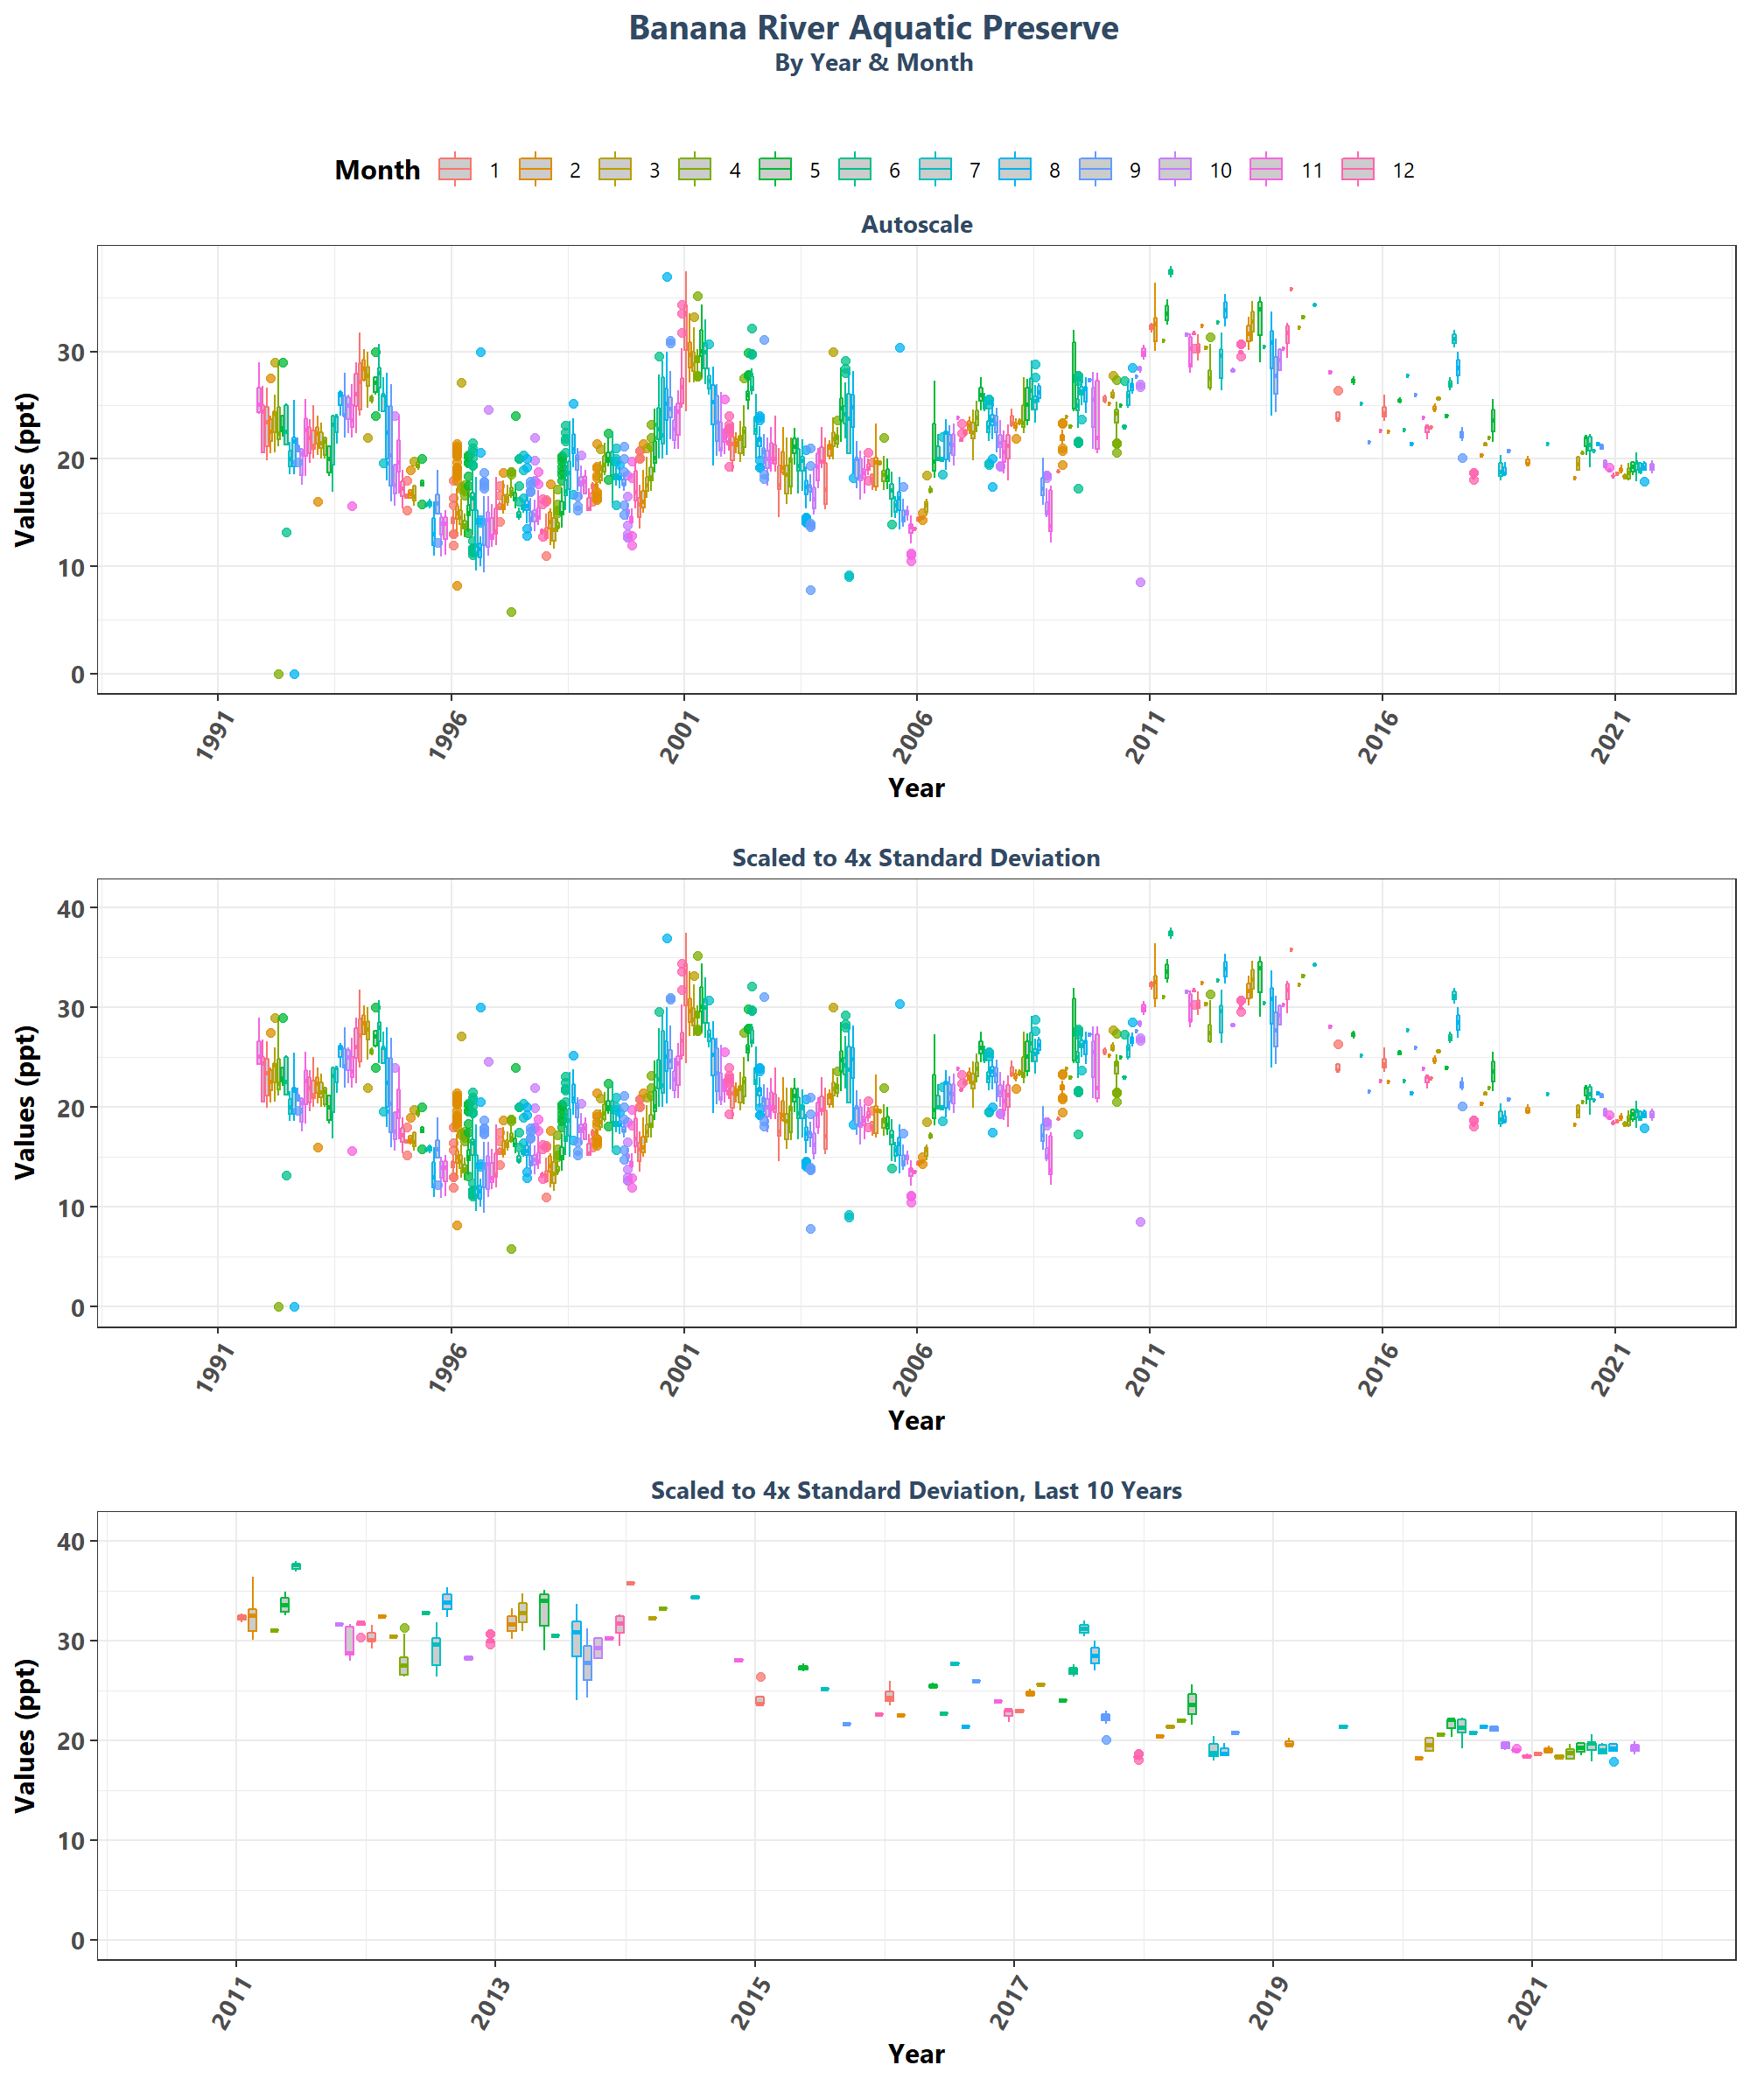 Banana River Aquatic Preserve
By Year & Month
Month 1 2 3 4 5 6 7 8 9 10 11 12
Autoscale
Values (ppt)
30
20
10
0
1991 1996 2001 2006 2011 2016 2021
Year
Scaled to 4x Standard Deviation
Values (ppt)
40
30
20
10
0
1991 1996 2001 2006 2011 2016 2021
Year
Scaled to 4x Standard Deviation, Last 10 Years
Values (ppt)
40
30
20
10
0
2011 2013 2015 2017 2019 2021
Year